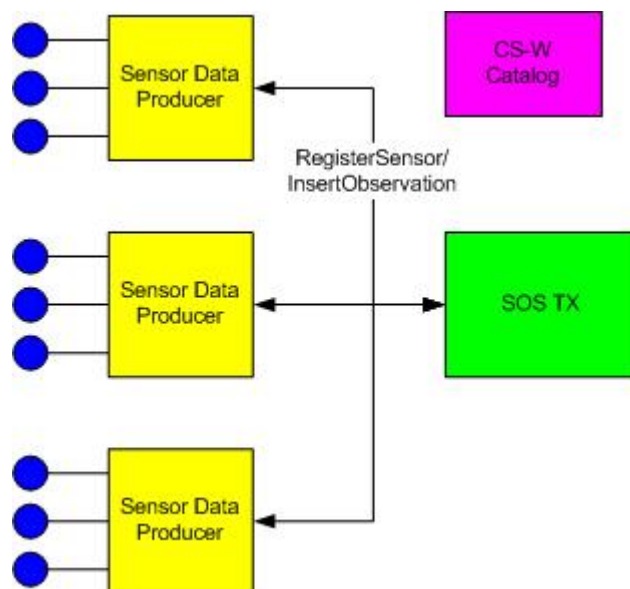 Sensor Data
Producer
CS-W
Catalog
RegisterSensor/
InsertObservation
Sensor Data
Producer
SOS TX
Sensor Data
Producer